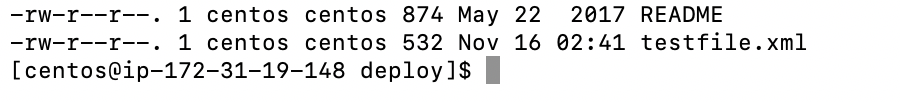 -rw-r--r--. 1 centos centos 874 May 22  2017 README
-rw-r--r--. 1 centos centos 532 Nov 16 02:41 testfile.xml
[centos@ip-172-31-19-148 deploy]$